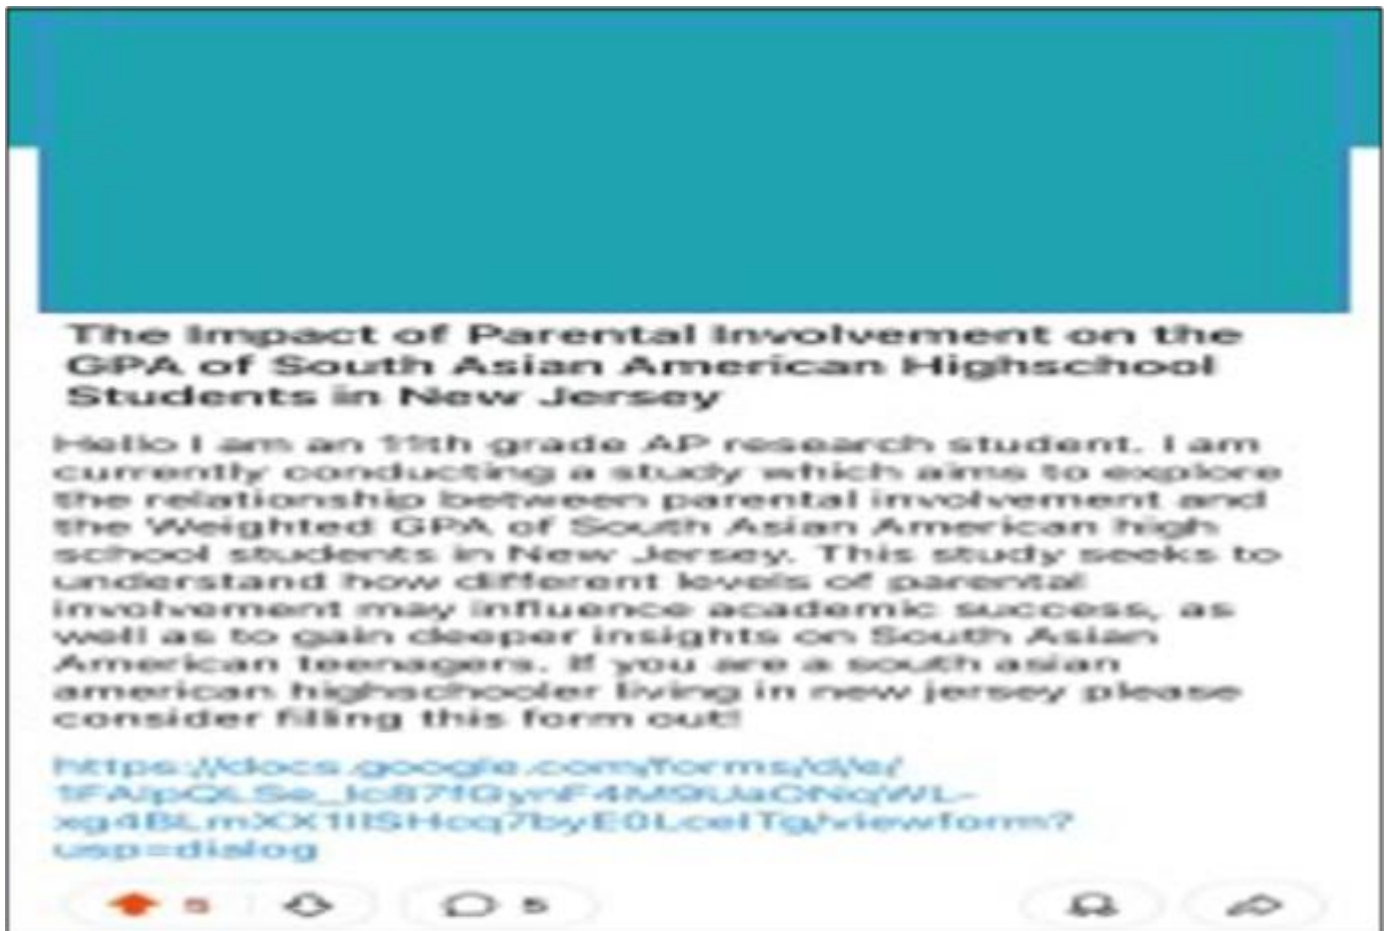 The Impact of Parental Involvement on the
GPA of South Asian American Highschool
Students in New Jersey
Hello I am an 11th grade AP research student. I am
currently conducting a study which aims to explore
the relationship between parental involvement and
the Weighted GPA of South Asian American high
school students in New Jersey. This study seeks to
understand how different levels of parental
involvement may influence academic success, as
well as to gain deeper insights on South Asian
American teenagers. If you are a south asian
american highschooler living in new jersey please
consider filling this form out!
https://docs.google.com/forms/d/e/
usp=dialog
5 5